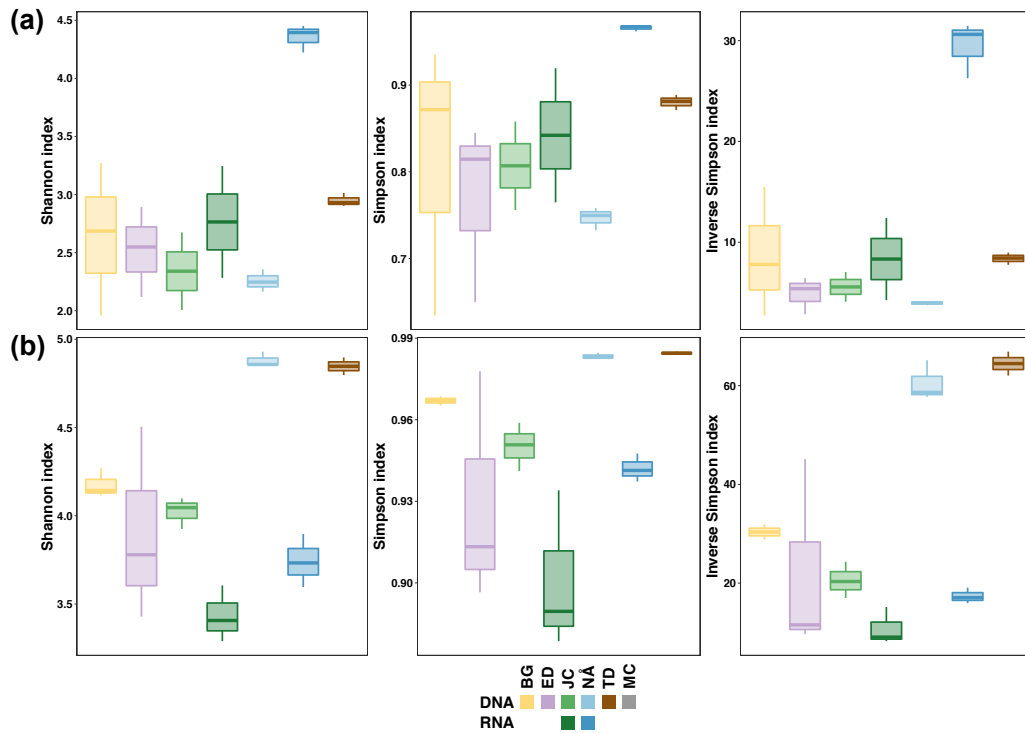 (a)
Shannon index
4.5
4.0
3.5
3.0
2.5
2.0
Simpson index
0.9
0.8
0.7
Inverse Simpson index
30
20
10
(b)
Shannon index
5.0
4.5
4.0
3.5
Simpson index
0.99
0.96
0.93
0.90
Inverse Simpson index
60
40
20
BG ED JC NÅ TD MC
DNA
RNA